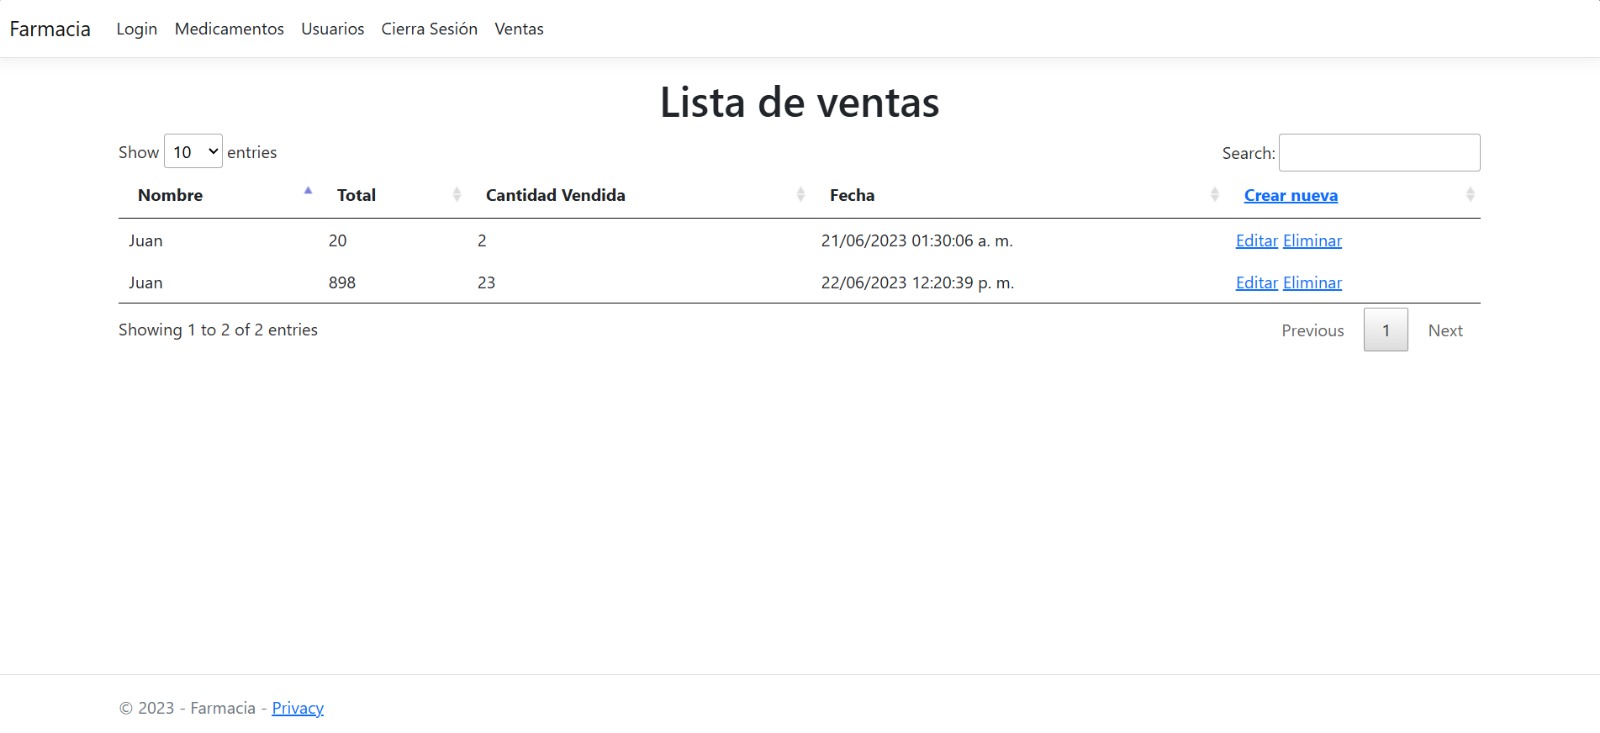 Farmacia Login Medicamentos Usuarios Cierra Sesión Ventas
Lista de ventas
Show 10 entries Search:
Nombre Total Cantidad Vendida Fecha Crear nueva
Juan 20 2 21/06/2023 01:30:06 a. m. Editar Eliminar
Juan 898 23 22/06/2023 12:20:39 p. m. Editar Eliminar
Showing 1 to 2 of 2 entries Previous 1 Next
© 2023 - Farmacia - Privacy